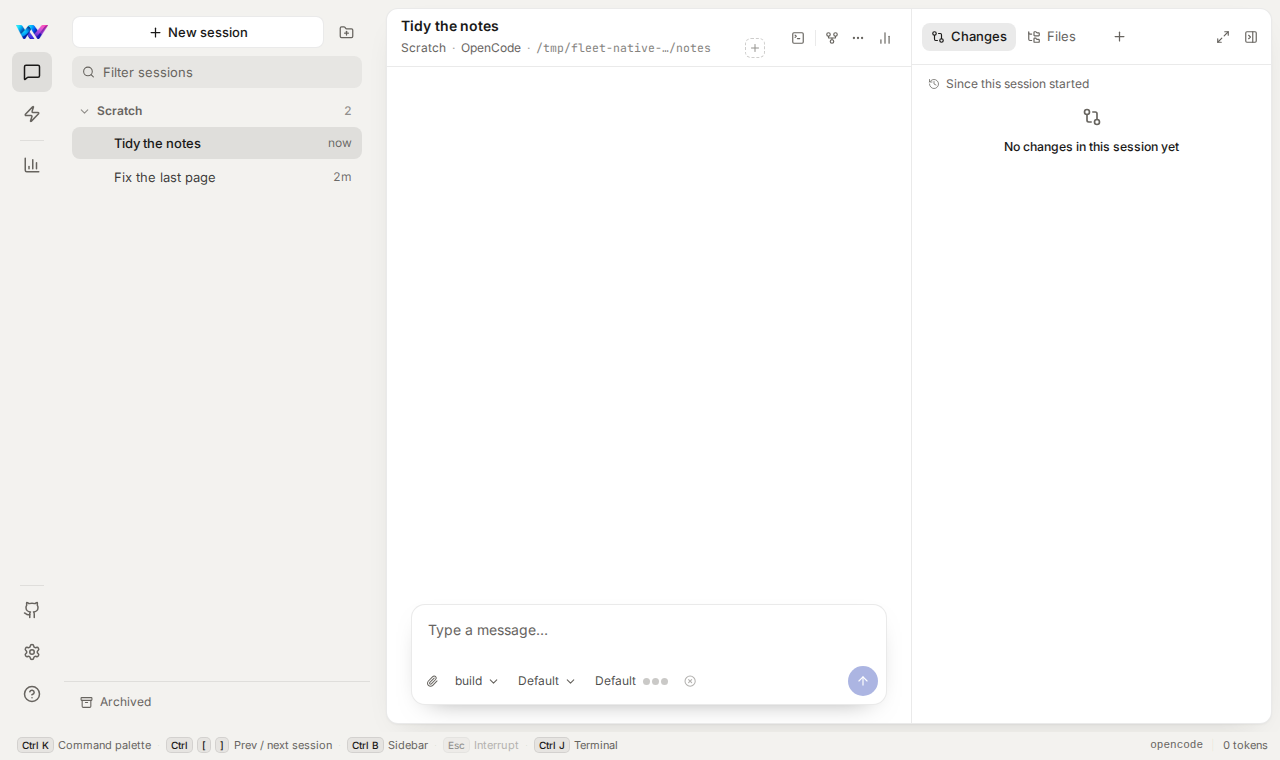 New session
Filter sessions
Scratch 2
Tidy the notes now
Fix the last page 2m
Archived
Tidy the notes
Scratch · OpenCode · /tmp/fleet-native-…/notes
Type a message...
build Default Default
Changes Files
Since this session started
No changes in this session yet
Ctrl K Command palette Ctrl [ ] Prev / next session Ctrl B Sidebar Esc Interrupt Ctrl J Terminal opencode 0 tokens